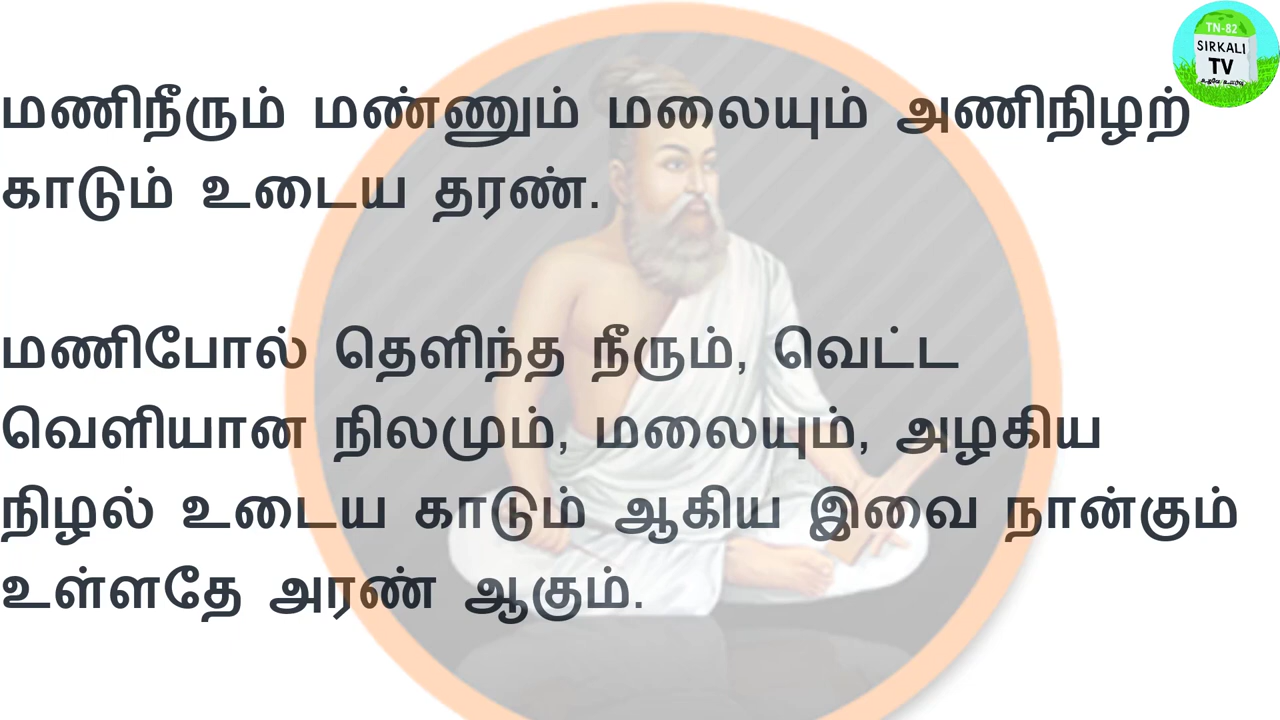 TN-82
SIRKALI
TV
மணிநீரும் மண்ணும் மலையும் அணிநிழற்
காடும் உடைய தரண்.
மணிபோல் தெளிந்த நீரும், வெட்ட
வெளியான நிலமும், மலையும், அழகிய
நிழல் உடைய காடும் ஆகிய இவை நான்கும்
உள்ளதே அரண் ஆகும்.